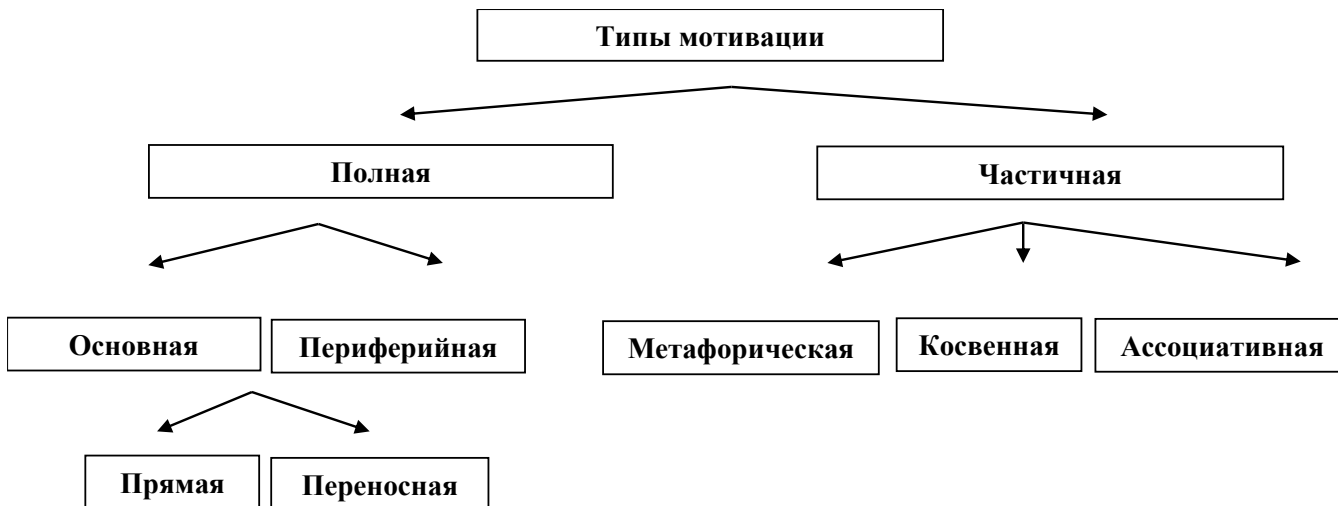 Типы мотивации
Полная
Частичная
Основная
Периферийная
Метафорическая
Косвенная
Ассоциативная
Прямая
Переносная